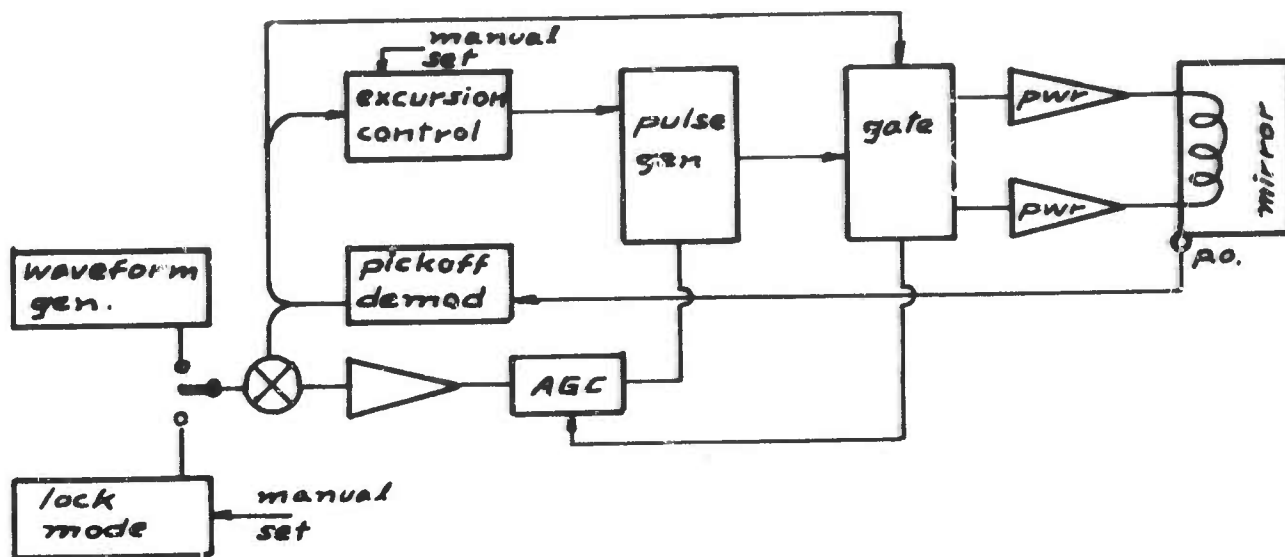 manual
set
excursion
control
pulse
gen
gate
pwr
pwr
mirror
p.o.
waveform
gen.
pickoff
demod
AGC
lock
mode
manual
set